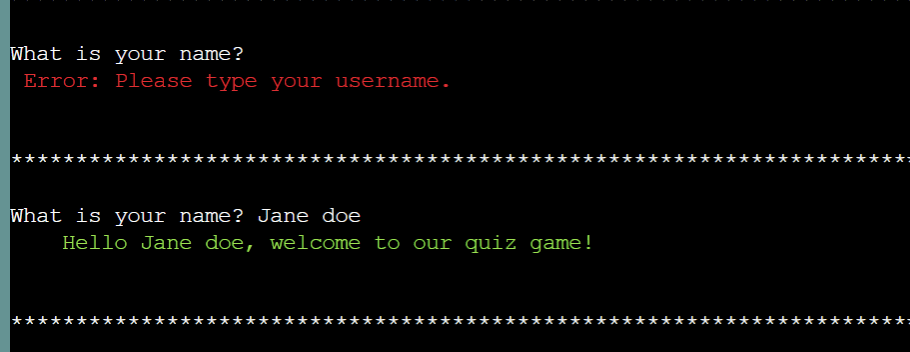 What is your name?
Error: Please type your username.
**********************************************************************
What is your name? Jane doe
Hello Jane doe, welcome to our quiz game!
**********************************************************************